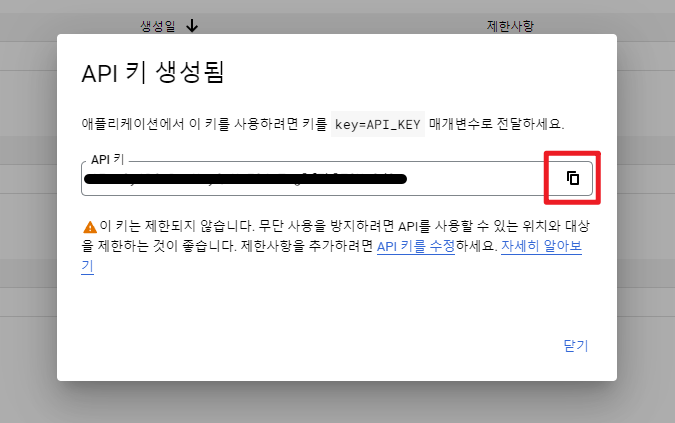 생성일
제한사항
API 키 생성됨
애플리케이션에서 이 키를 사용하려면 키를 key=API_KEY 매개변수로 전달하세요.
API 키
이 키는 제한되지 않습니다. 무단 사용을 방지하려면 API를 사용할 수 있는 위치와 대상
을 제한하는 것이 좋습니다. 제한사항을 추가하려면 API 키를 수정하세요. 자세히 알아보
기
닫기